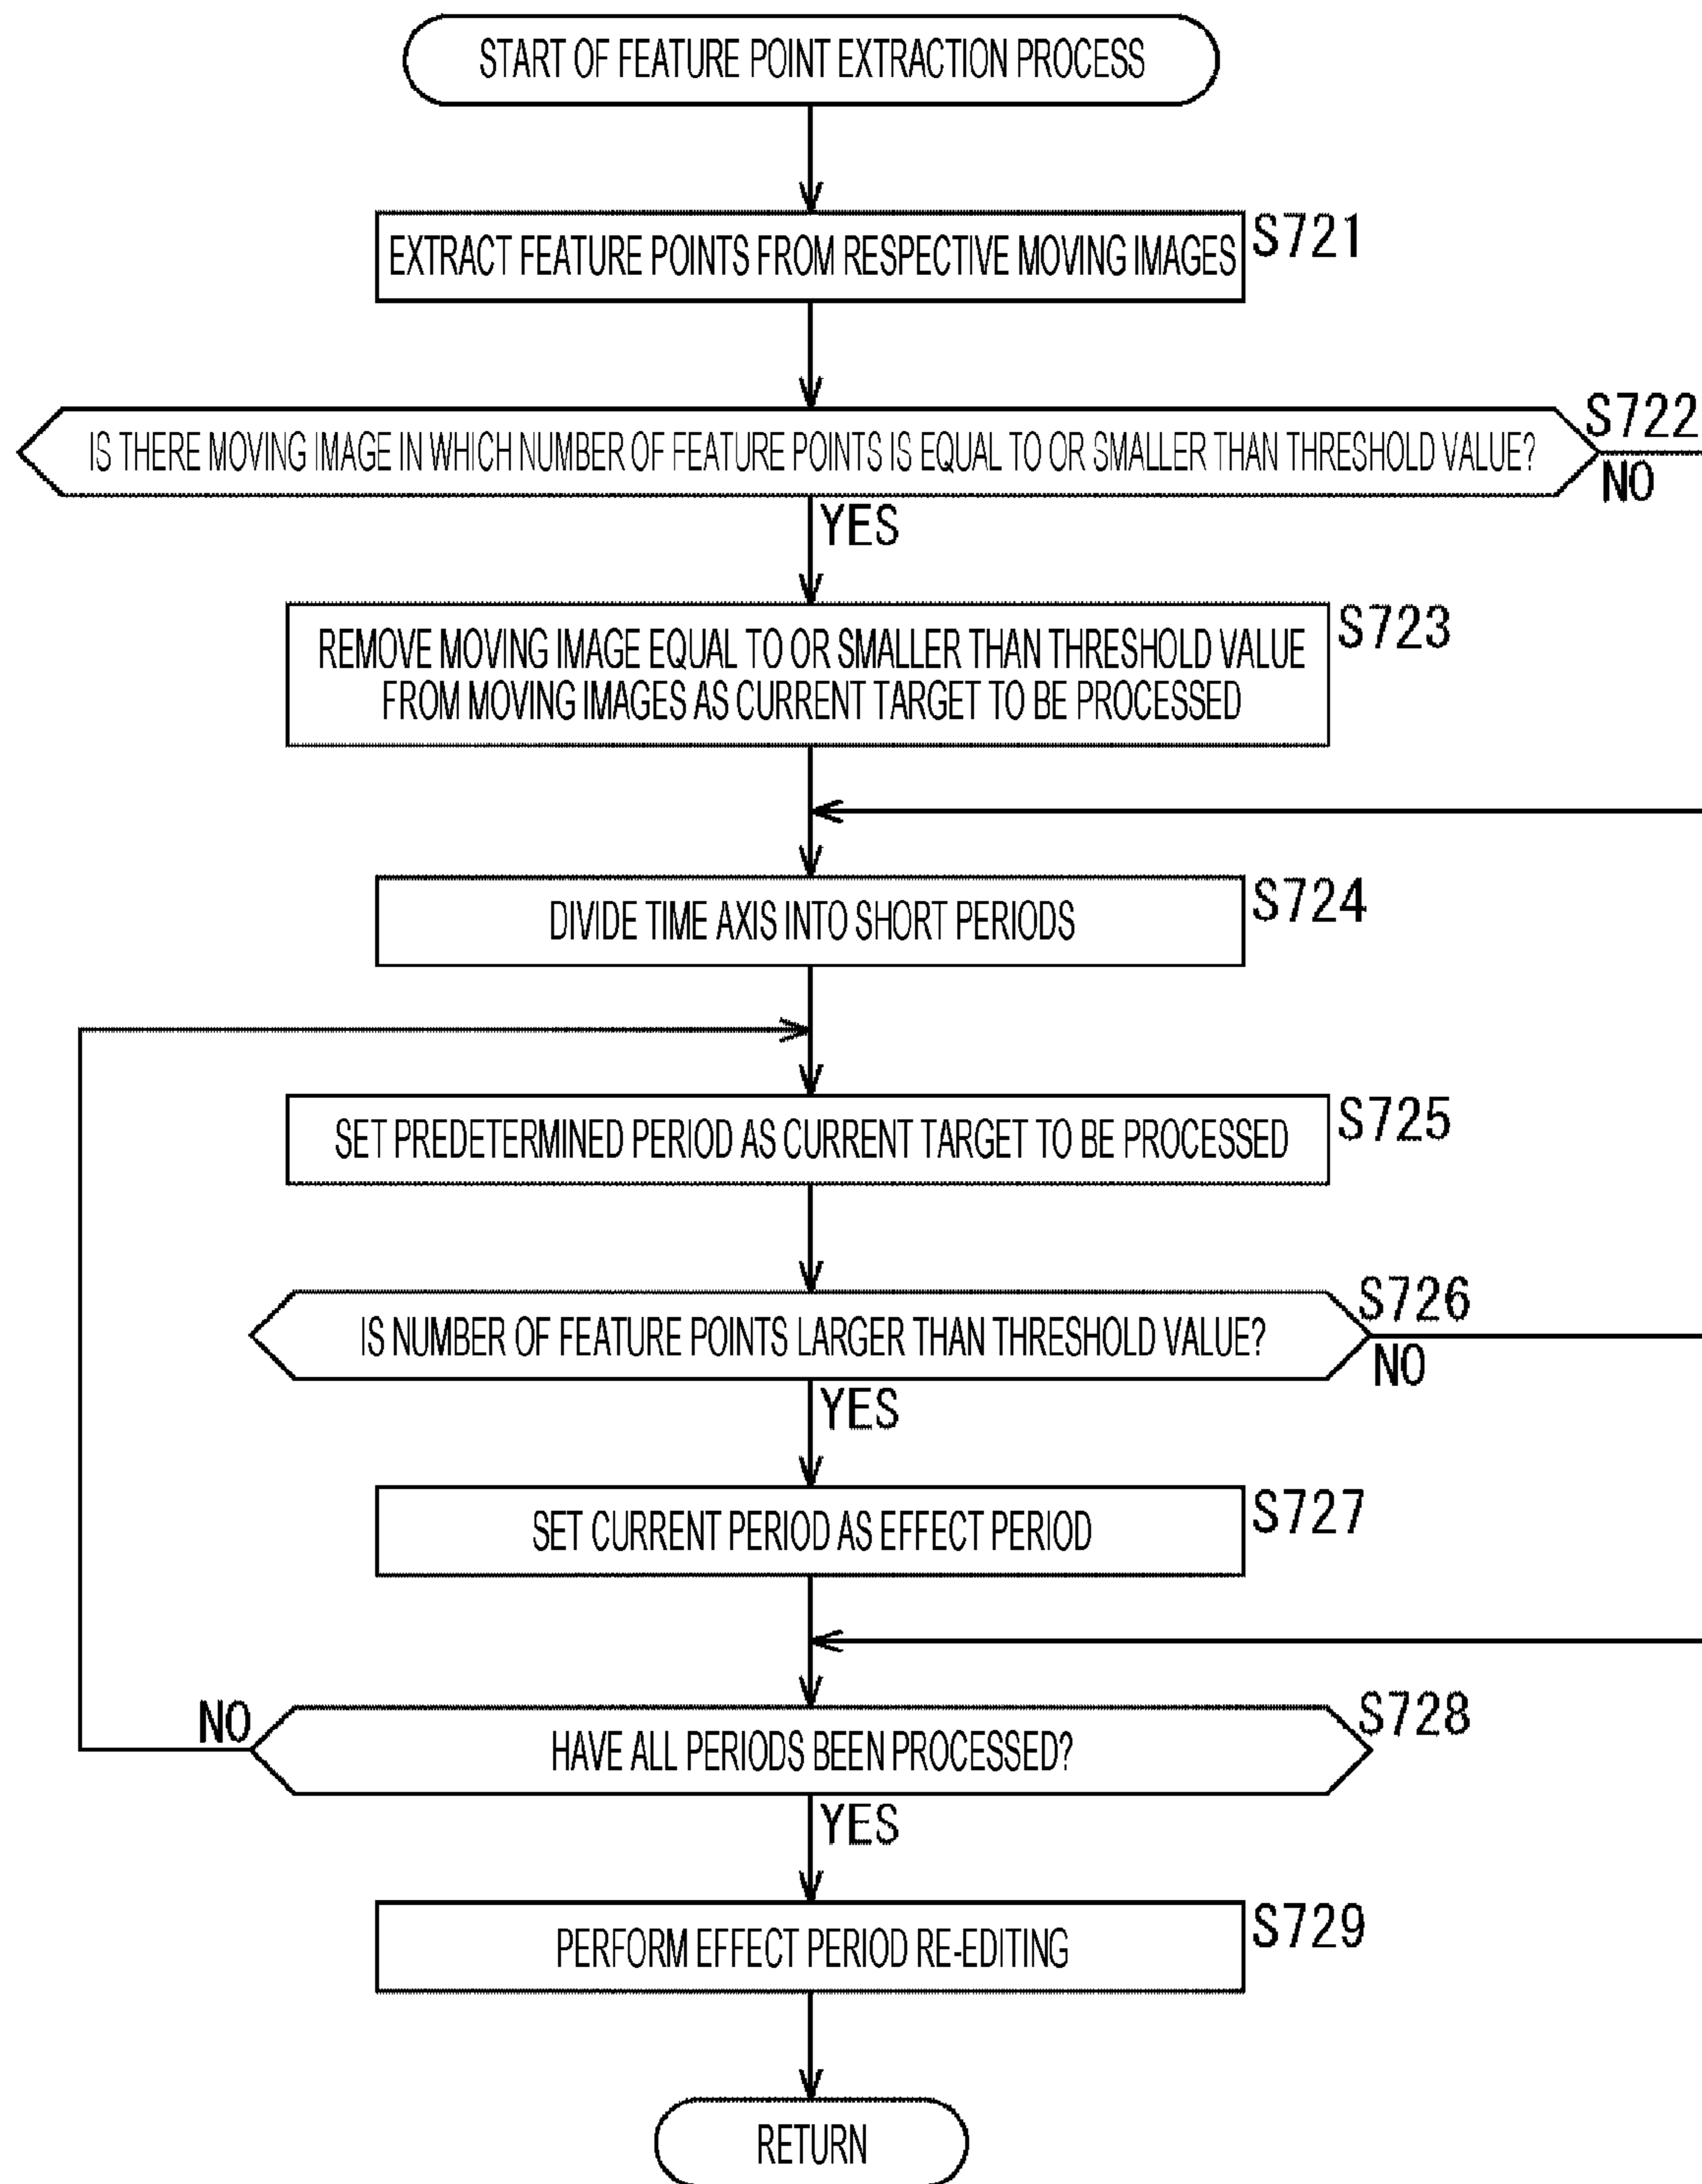 START OF FEATURE POINT EXTRACTION PROCESS
EXTRACT FEATURE POINTS FROM RESPECTIVE MOVING IMAGES
S721
IS THERE MOVING IMAGE IN WHICH NUMBER OF FEATURE POINTS IS EQUAL TO OR SMALLER THAN THRESHOLD VALUE?
S722
NO
YES
REMOVE MOVING IMAGE EQUAL TO OR SMALLER THAN THRESHOLD VALUE
FROM MOVING IMAGES AS CURRENT TARGET TO BE PROCESSED
S723
DIVIDE TIME AXIS INTO SHORT PERIODS
S724
SET PREDETERMINED PERIOD AS CURRENT TARGET TO BE PROCESSED
S725
IS NUMBER OF FEATURE POINTS LARGER THAN THRESHOLD VALUE?
S726
NO
YES
SET CURRENT PERIOD AS EFFECT PERIOD
S727
NO
HAVE ALL PERIODS BEEN PROCESSED?
S728
YES
PERFORM EFFECT PERIOD RE-EDITING
S729
RETURN